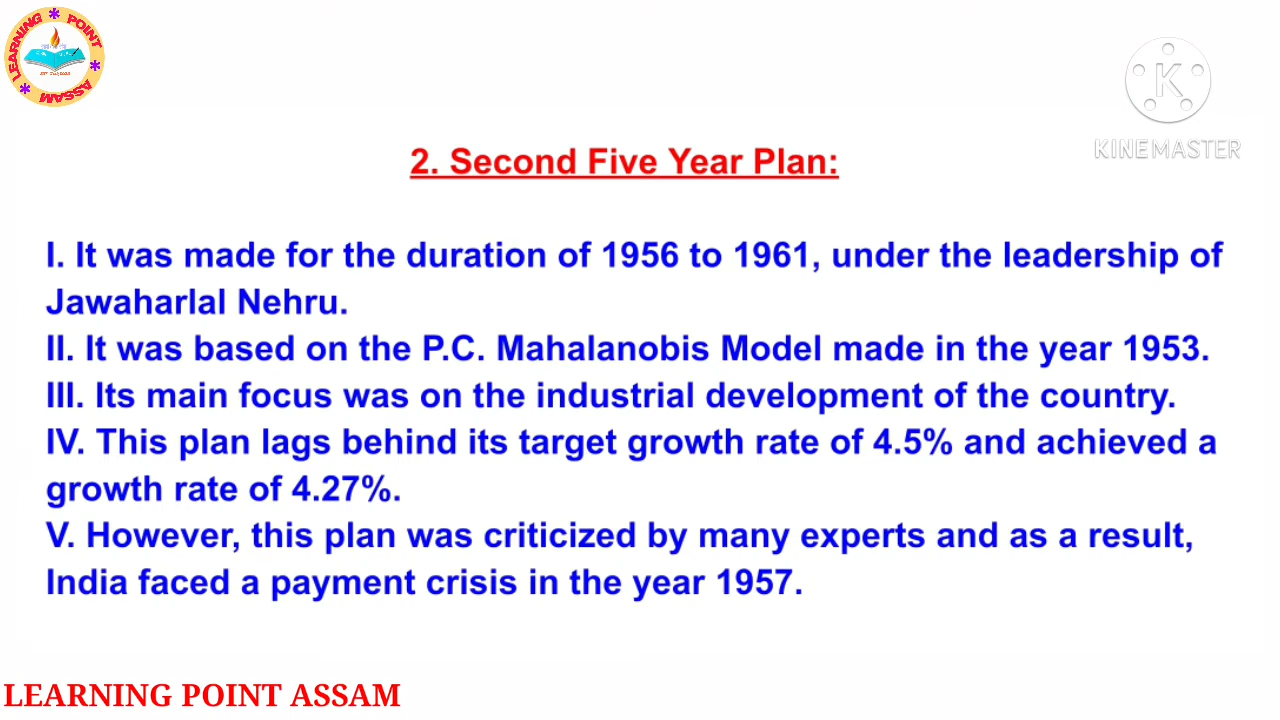 LEARNING * POINT * ASSAM *
KINEMASTER
2. Second Five Year Plan:
I. It was made for the duration of 1956 to 1961, under the leadership of
Jawaharlal Nehru.
II. It was based on the P.C. Mahalanobis Model made in the year 1953.
III. Its main focus was on the industrial development of the country.
IV. This plan lags behind its target growth rate of 4.5% and achieved a
growth rate of 4.27%.
V. However, this plan was criticized by many experts and as a result,
India faced a payment crisis in the year 1957.
LEARNING POINT ASSAM